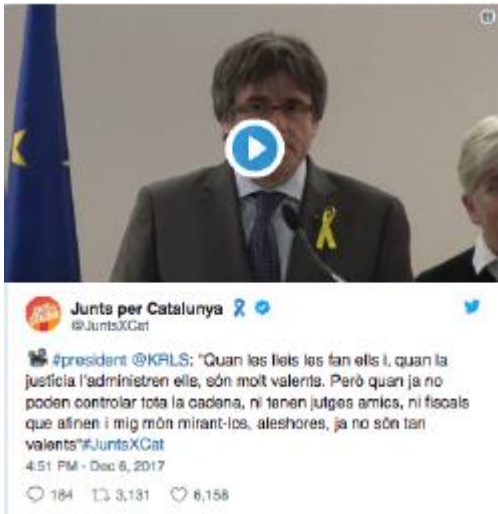 Junts per Catalunya
@JuntsXCat
#president @KRLS: "Quan les lleis les fan ells i, quan la
justícia l'administren ells, són molt valents. Però quan ja no
poden controlar tota la cadena, ni tenen jutges amics, ni fiscals
que afinen i mig món mirant-los, aleshores, ja no són tan
valents"#JuntsXCat
4:51 PM - Dec 6, 2017
184 3,131 6,158